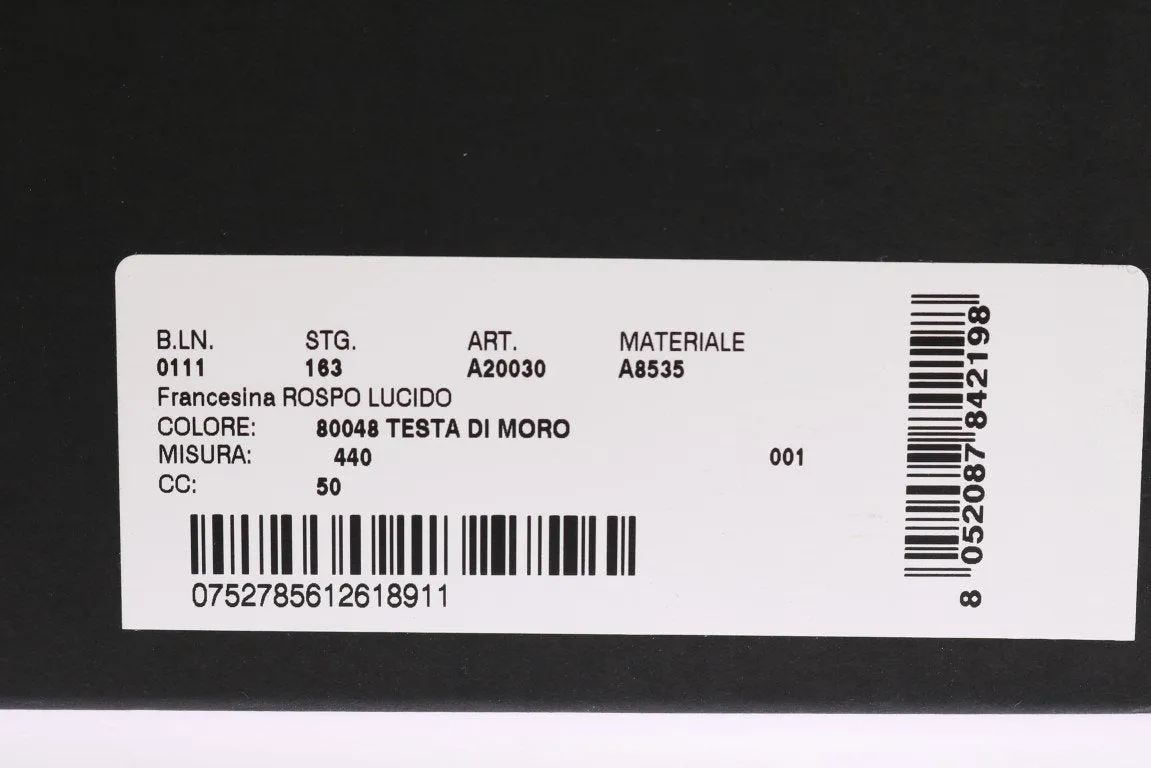 B.LN. STG. ART. MATERIALE
0111 163 A20030 A8535
Francesina ROSPO LUCIDO
COLORE: 80048 TESTA DI MORO
MISURA: 440 001
CC: 50
0752785612618911
8 052087 842198